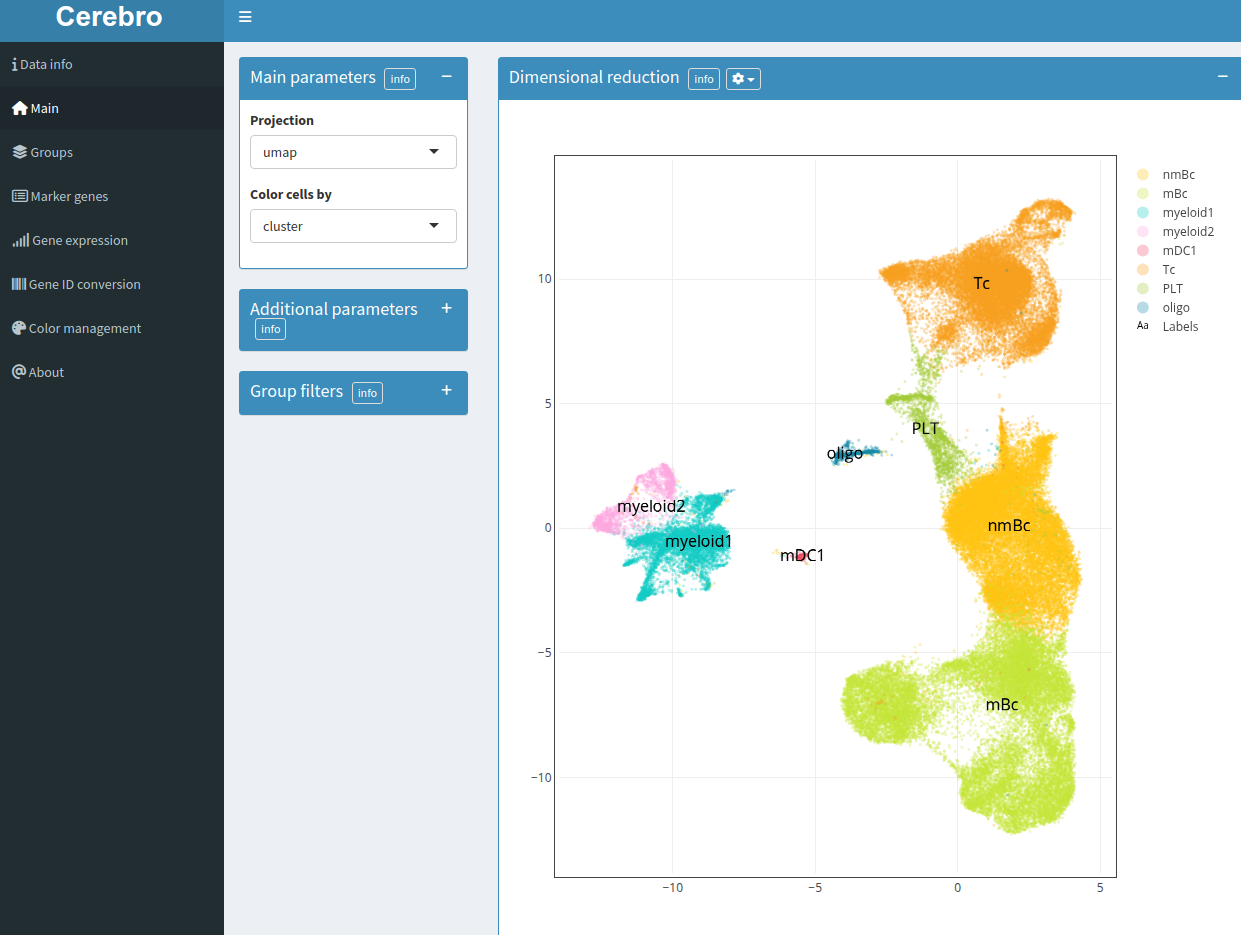 Cerebro
Data info
Main
Groups
Marker genes
Gene expression
Gene ID conversion
Color management
About
Main parameters info
Projection
umap
Color cells by
cluster
Additional parameters
info
Group filters info
Dimensional reduction info
10
5
0
−5
−10
−10
−5
0
5
Tc
PLT
oligo
myeloid2
myeloid1
mDC1
nmBc
mBc
nmBc
mBc
myeloid1
myeloid2
mDC1
Tc
PLT
oligo
Aa Labels